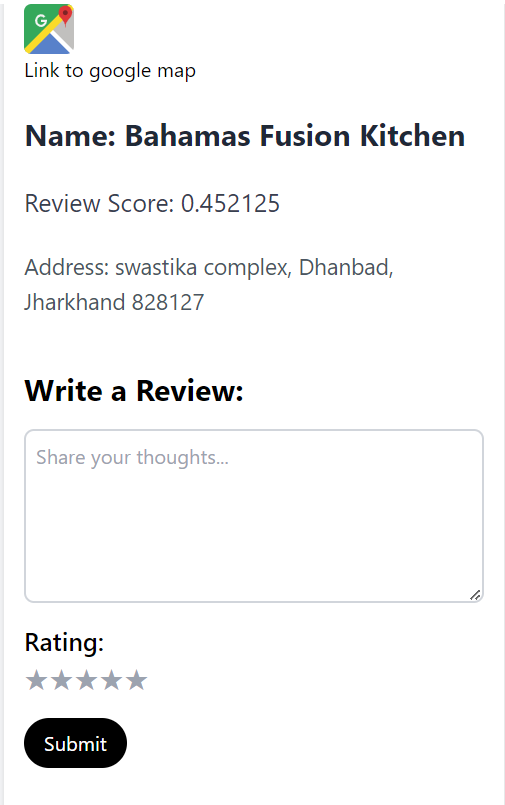 G
Link to google map
Name: Bahamas Fusion Kitchen
Review Score: 0.452125
Address: swastika complex, Dhanbad,
Jharkhand 828127
Write a Review:
Share your thoughts...
Rating:
Submit